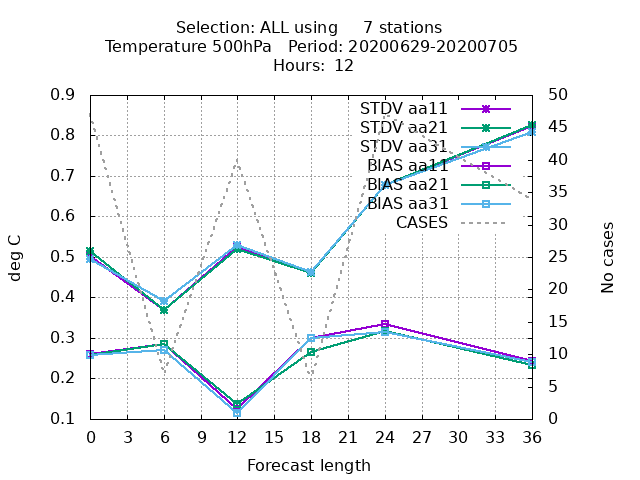 Selection: ALL using     7 stations
Temperature 500hPa   Period: 20200629-20200705
Hours:  12
0.9
0.8
0.7
0.6
0.5
0.4
0.3
0.2
0.1
deg C
STDV aa11
STDV aa21
STDV aa31
BIAS aa11
BIAS aa21
BIAS aa31
CASES
50
45
40
35
30
25
20
15
10
5
0
No cases
0 3 6 9 12 15 18 21 24 27 30 33 36
Forecast length